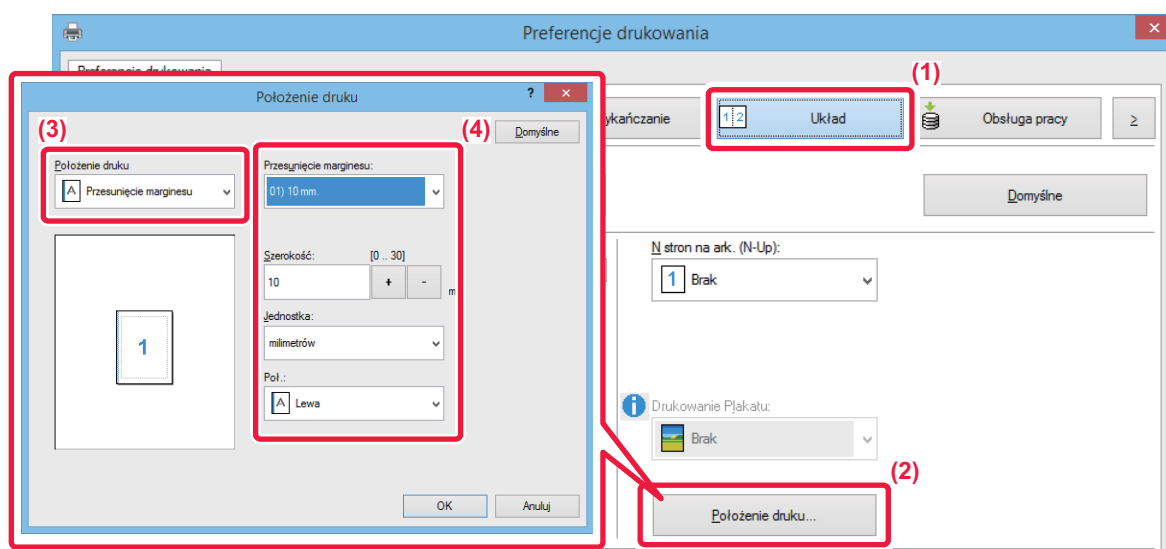 Preferencje drukowania
Preferencje drukowania
(1)
ykańczanie
1 2 Układ
Obsługa pracy
≥
Domyślne
N stron na ark. (N-Up):
1 Brak
Drukowanie Plakatu:
Brak
(2)
Położenie druku...
Położenie druku
?
(3)
(4)
Domyślne
Położenie druku
A Przesunięcie marginesu
1
Przesunięcie marginesu:
01) 10 mm.
Szerokość: [0 .. 30]
10 + - m
Jednostka:
milimetrów
Poł.:
A Lewa
OK Anuluj